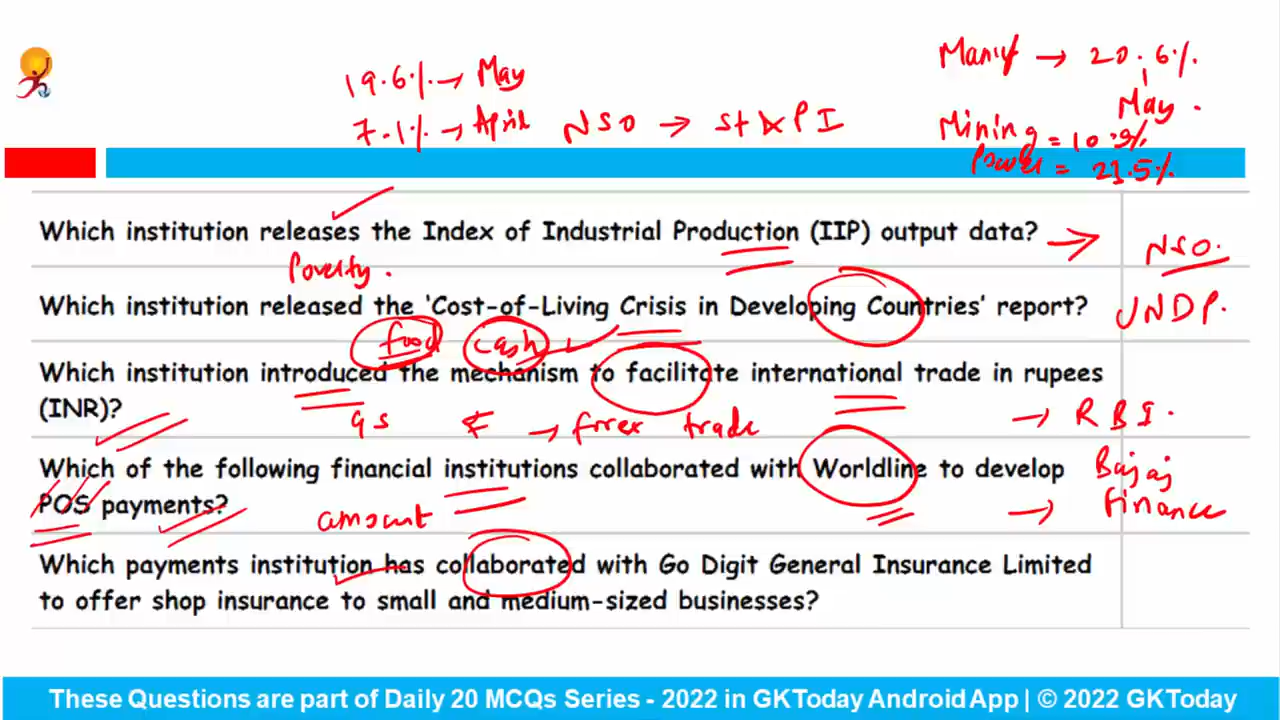 19.6% → May
7.1% → April NSO →
Manuf → 20.6%
May.
Mining = 10.9%
Power = 23.5%
Which institution releases the Index of Industrial Production (IIP) output data? →
NSO.
Poverty.
Which institution released the 'Cost-of-Living Crisis in Developing Countries' report?
UNDP.
food cash
Which institution introduced the mechanism to facilitate international trade in rupees
(INR)?
₹ → forex trade
→ RBI.
Which of the following financial institutions collaborated with Worldline to develop
POS payments?
Bajaj
→ Finance
amount
Which payments institution has collaborated with Go Digit General Insurance Limited
to offer shop insurance to small and medium-sized businesses?
These Questions are part of Daily 20 MCQs Series - 2022 in GKToday Android App | © 2022 GKToday